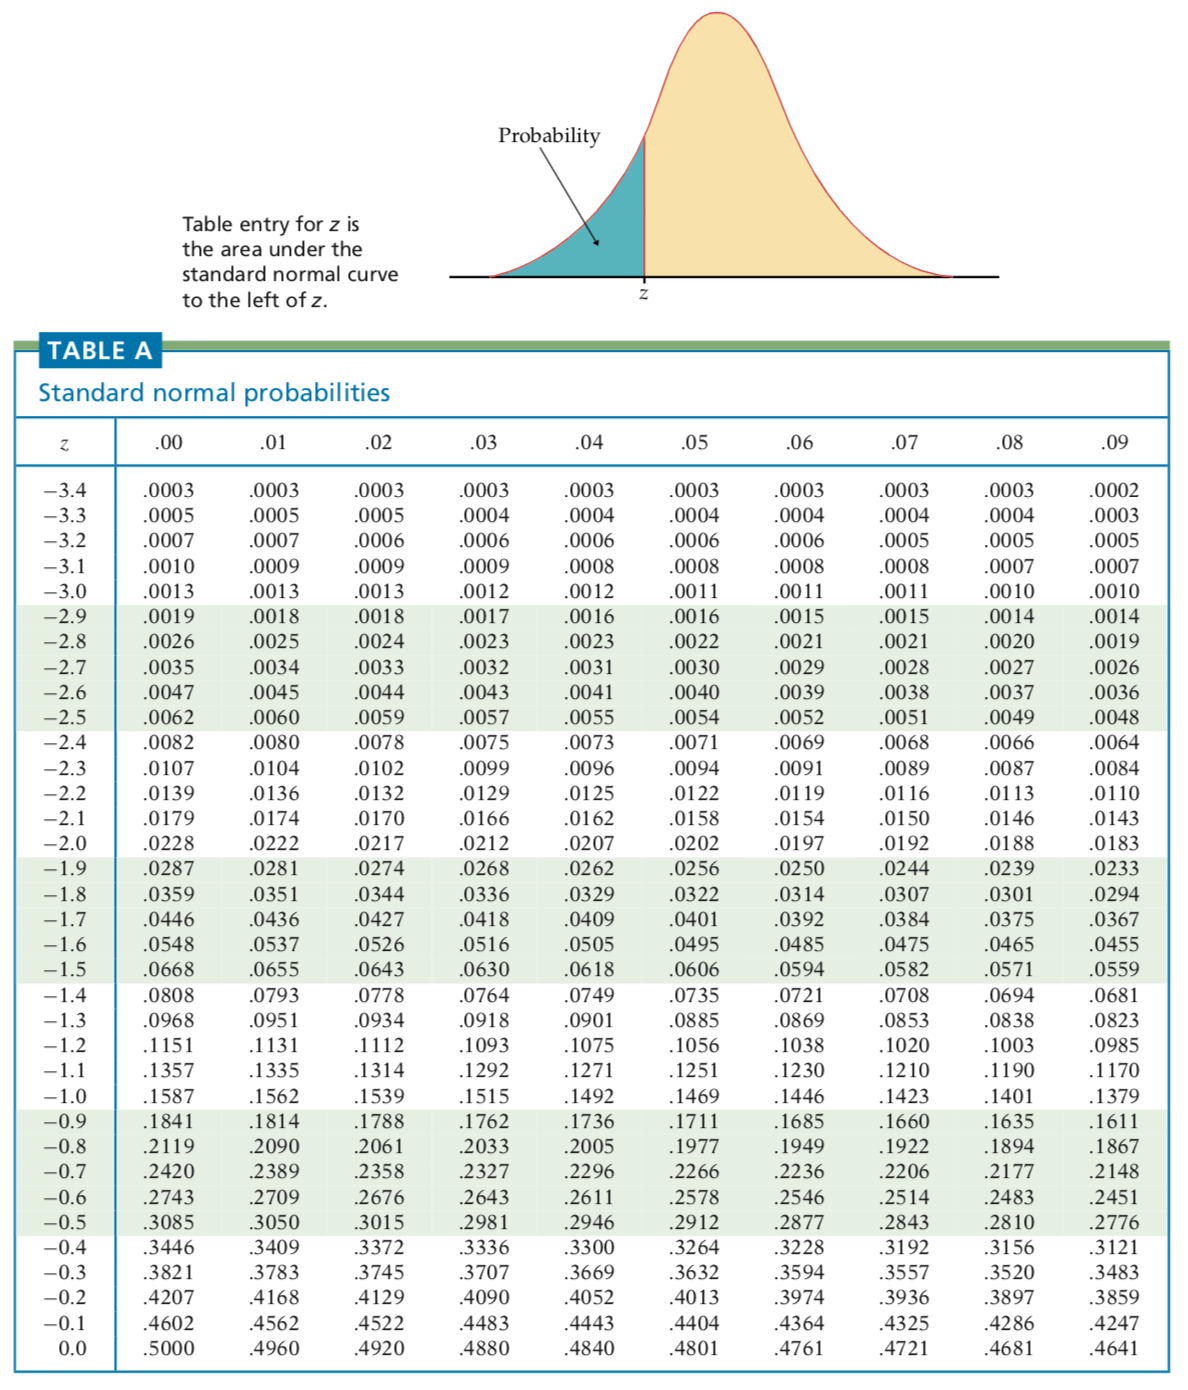 Probability
Table entry for z is
the area under the
standard normal curve
to the left of z.
z
TABLE A
Standard normal probabilities
z .00 .01 .02 .03 .04 .05 .06 .07 .08 .09
−3.4 .0003 .0003 .0003 .0003 .0003 .0003 .0003 .0003 .0003 .0002
−3.3 .0005 .0005 .0005 .0004 .0004 .0004 .0004 .0004 .0004 .0003
−3.2 .0007 .0007 .0006 .0006 .0006 .0006 .0006 .0005 .0005 .0005
−3.1 .0010 .0009 .0009 .0009 .0008 .0008 .0008 .0008 .0007 .0007
−3.0 .0013 .0013 .0013 .0012 .0012 .0011 .0011 .0011 .0010 .0010
−2.9 .0019 .0018 .0018 .0017 .0016 .0016 .0015 .0015 .0014 .0014
−2.8 .0026 .0025 .0024 .0023 .0023 .0022 .0021 .0021 .0020 .0019
−2.7 .0035 .0034 .0033 .0032 .0031 .0030 .0029 .0028 .0027 .0026
−2.6 .0047 .0045 .0044 .0043 .0041 .0040 .0039 .0038 .0037 .0036
−2.5 .0062 .0060 .0059 .0057 .0055 .0054 .0052 .0051 .0049 .0048
−2.4 .0082 .0080 .0078 .0075 .0073 .0071 .0069 .0068 .0066 .0064
−2.3 .0107 .0104 .0102 .0099 .0096 .0094 .0091 .0089 .0087 .0084
−2.2 .0139 .0136 .0132 .0129 .0125 .0122 .0119 .0116 .0113 .0110
−2.1 .0179 .0174 .0170 .0166 .0162 .0158 .0154 .0150 .0146 .0143
−2.0 .0228 .0222 .0217 .0212 .0207 .0202 .0197 .0192 .0188 .0183
−1.9 .0287 .0281 .0274 .0268 .0262 .0256 .0250 .0244 .0239 .0233
−1.8 .0359 .0351 .0344 .0336 .0329 .0322 .0314 .0307 .0301 .0294
−1.7 .0446 .0436 .0427 .0418 .0409 .0401 .0392 .0384 .0375 .0367
−1.6 .0548 .0537 .0526 .0516 .0505 .0495 .0485 .0475 .0465 .0455
−1.5 .0668 .0655 .0643 .0630 .0618 .0606 .0594 .0582 .0571 .0559
−1.4 .0808 .0793 .0778 .0764 .0749 .0735 .0721 .0708 .0694 .0681
−1.3 .0968 .0951 .0934 .0918 .0901 .0885 .0869 .0853 .0838 .0823
−1.2 .1151 .1131 .1112 .1093 .1075 .1056 .1038 .1020 .1003 .0985
−1.1 .1357 .1335 .1314 .1292 .1271 .1251 .1230 .1210 .1190 .1170
−1.0 .1587 .1562 .1539 .1515 .1492 .1469 .1446 .1423 .1401 .1379
−0.9 .1841 .1814 .1788 .1762 .1736 .1711 .1685 .1660 .1635 .1611
−0.8 .2119 .2090 .2061 .2033 .2005 .1977 .1949 .1922 .1894 .1867
−0.7 .2420 .2389 .2358 .2327 .2296 .2266 .2236 .2206 .2177 .2148
−0.6 .2743 .2709 .2676 .2643 .2611 .2578 .2546 .2514 .2483 .2451
−0.5 .3085 .3050 .3015 .2981 .2946 .2912 .2877 .2843 .2810 .2776
−0.4 .3446 .3409 .3372 .3336 .3300 .3264 .3228 .3192 .3156 .3121
−0.3 .3821 .3783 .3745 .3707 .3669 .3632 .3594 .3557 .3520 .3483
−0.2 .4207 .4168 .4129 .4090 .4052 .4013 .3974 .3936 .3897 .3859
−0.1 .4602 .4562 .4522 .4483 .4443 .4404 .4364 .4325 .4286 .4247
0.0 .5000 .4960 .4920 .4880 .4840 .4801 .4761 .4721 .4681 .4641